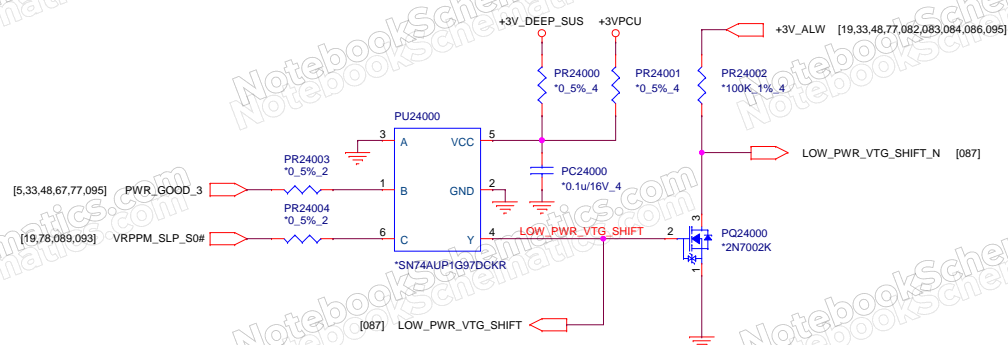 +3V_DEEP_SUS +3VPCU
+3V_ALW [19,33,48,77,082,083,084,086,095]
PR24000
*0_5%_4
PR24001
*0_5%_4
PR24002
*100K_1%_4
PU24000
3 A VCC 5
PR24003
*0_5%_2
[5,33,48,67,77,095] PWR_GOOD_3
1 B GND 2
PC24000
*0.1u/16V_4
LOW_PWR_VTG_SHIFT_N [087]
PR24004
*0_5%_2
[19,78,089,093] VRPPM_SLP_S0#
6 C Y 4
LOW_PWR_VTG_SHIFT
2
3
1
PQ24000
*2N7002K
*SN74AUP1G97DCKR
[087] LOW_PWR_VTG_SHIFT
NotebookSchematics.com
NotebookSchematics.com